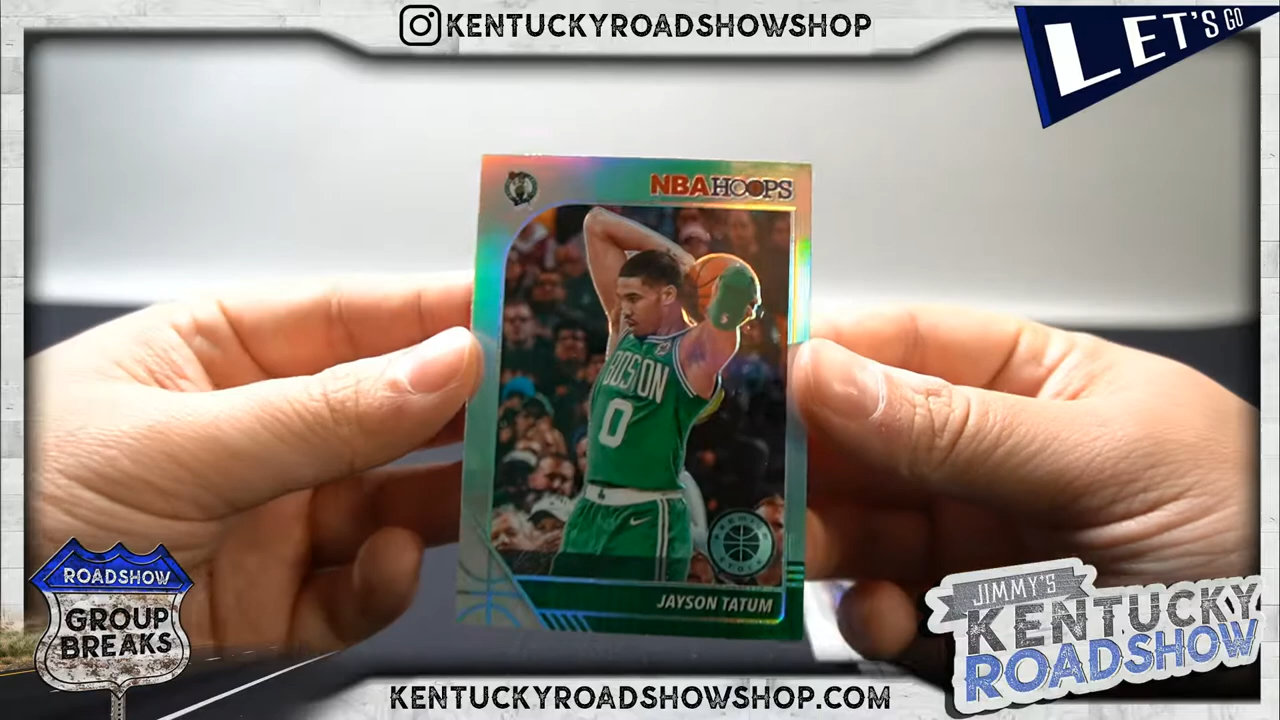 KENTUCKYROADSHOWSHOP
LET'S GO
NBA HOOPS
BOSTON
0
JAYSON TATUM
ROADSHOW
GROUP
BREAKS
JIMMY'S
KENTUCKY
ROADSHOW
KENTUCKYROADSHOWSHOP.COM